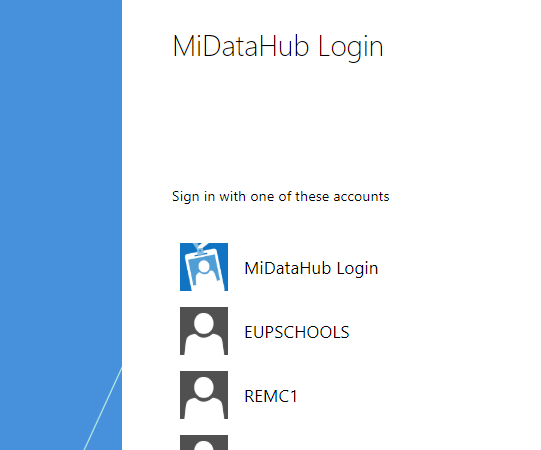 MiDataHub Login
Sign in with one of these accounts
MiDataHub Login
EUPSCHOOLS
REMC1